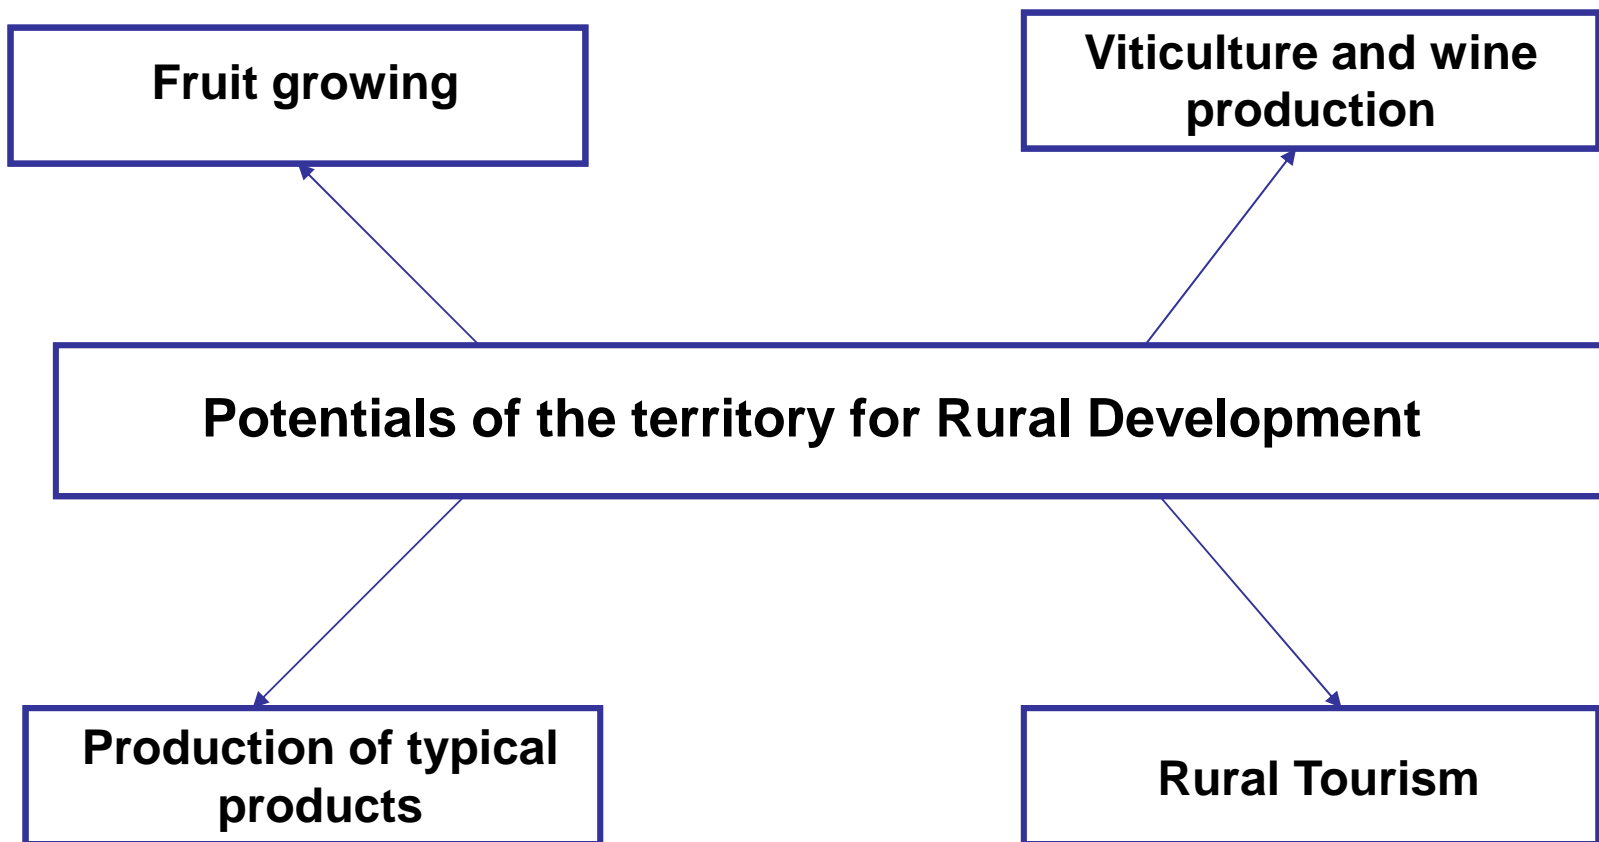 Fruit growing
Viticulture and wine
production
Potentials of the territory for Rural Development
Production of typical
products
Rural Tourism